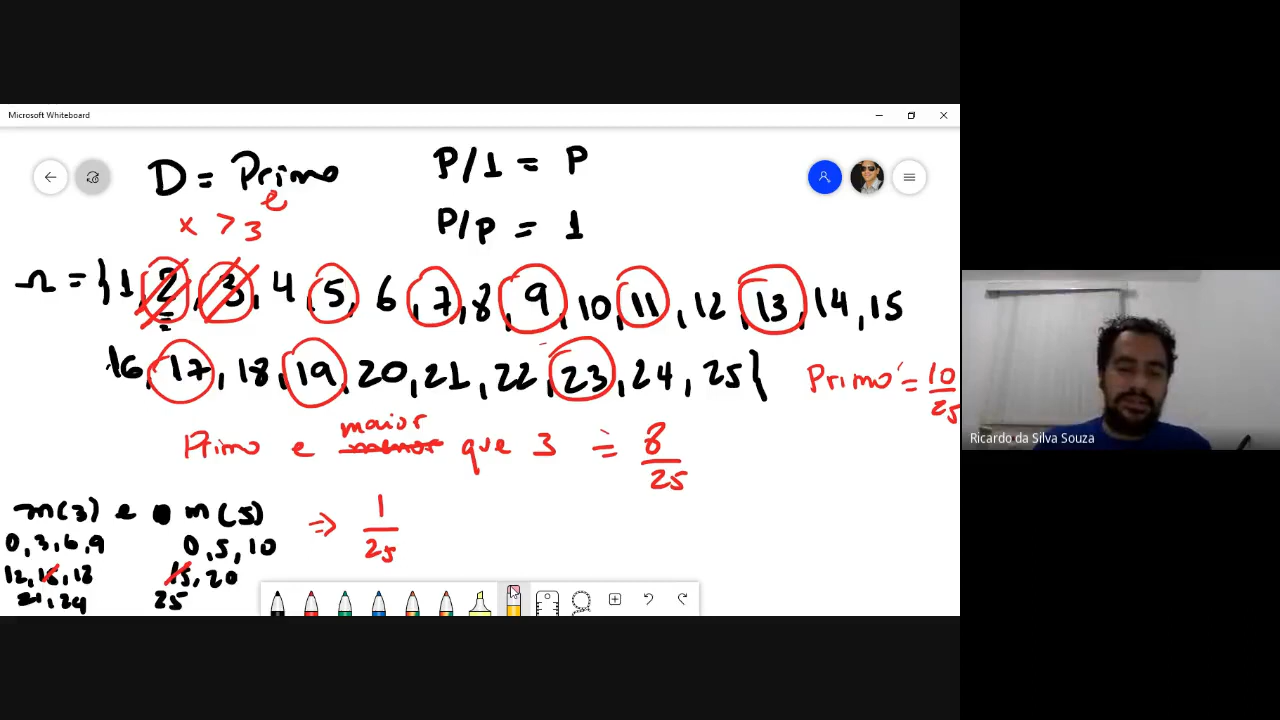 Microsoft Whiteboard
D = Primo
e
x > 3
P/1 = P
P/P = 1
Ω = {1, 2, 3, 4, 5, 6, 7, 8, 9, 10, 11, 12, 13, 14, 15
16, 17, 18, 19, 20, 21, 22, 23, 24, 25}
Primo = 10/25
Primo e menor maior que 3 = 8/25
m(3) e m(5) ⇒ 1/25
0, 3, 6, 9
12, 15, 18
21, 24
0, 5, 10
15, 20
25
Ricardo da Silva Souza